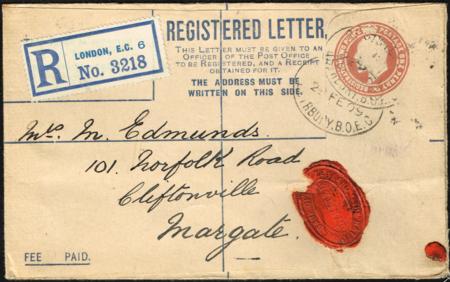 REGISTERED LETTER,
THIS LETTER MUST BE GIVEN TO AN
OFFICER OF THE POST OFFICE
TO BE REGISTERED, AND A RECEIPT
OBTAINED FOR IT.
THE ADDRESS MUST BE
WRITTEN ON THIS SIDE.
R
LONDON, E.C. 6
No. 3218
Mrs M. Edmunds.
101. Norfolk Road
Cliftonville
Margate.
FEE PAID.